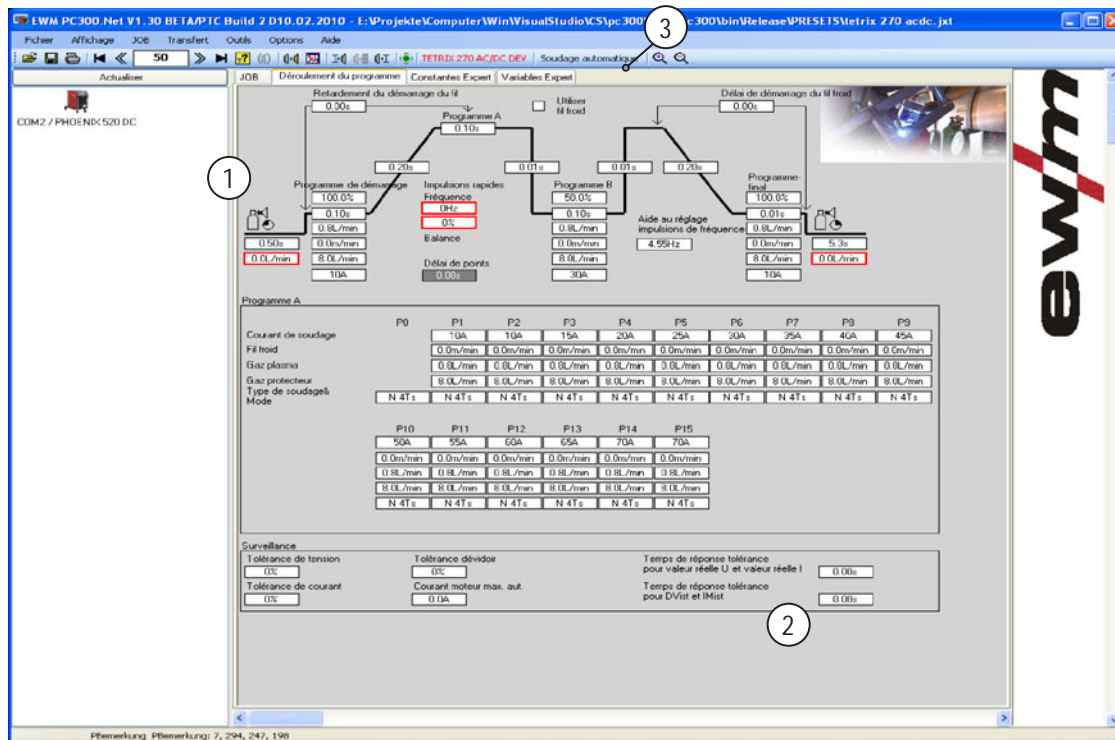 EWM PC300.Net V1.30 BETA/PTC Build 2 D10.02.2010 - E:\Projekte\Computer\Win\VisualStudio\CS\pc300\ c300\bin\Release\PRESETS\tetrix 270 acdc.jxt
Fichier Affichage JOB Transfert Outils Options Aide
50 TETRIX 270 AC/DC DEV Soudage automatique
3
Actualiser
JOB Déroulement du programme Constantes Expert Variables Expert
COM2 / PHOENIX 520 DC
Retardement du démarrage du fil
0.00s
Utiliser
fil froid
Délai de démarrage du fil froid
0.00s
Programme A
0.10s
0.20s 0.01s 0.01s 0.20s
1
Programme de démarrage
100.0%
0.10s
0.8L/min
0.0m/min
8.0L/min
10A
0.50s
0.0L/min
Impulsions rapides
Fréquence
0Hz
0%
Balance
Délai de points
0.00s
Programme B
50.0%
0.10s
0.8L/min
0.0m/min
8.0L/min
30A
Aide au réglage
impulsions de fréquence
4.55Hz
Programme-
final
100.0%
0.01s
0.8L/min
0.0m/min
8.0L/min
10A
5.3s
0.0L/min
ewm
Programme A
P0 P1 P2 P3 P4 P5 P6 P7 P8 P9
Courant de soudage 10A 10A 15A 20A 25A 30A 35A 40A 45A
Fil froid 0.0m/min 0.0m/min 0.0m/min 0.0m/min 0.0m/min 0.0m/min 0.0m/min 0.0m/min 0.0m/min
Gaz plasma 0.8L/min 0.8L/min 0.8L/min 0.8L/min 0.8L/min 0.8L/min 0.8L/min 0.8L/min 0.8L/min
Gaz protecteur 8.0L/min 8.0L/min 8.0L/min 8.0L/min 8.0L/min 8.0L/min 8.0L/min 8.0L/min 8.0L/min
Type de soudage&
Mode N 4Ts N 4Ts N 4Ts N 4Ts N 4Ts N 4Ts N 4Ts N 4Ts N 4Ts N 4Ts
P10 P11 P12 P13 P14 P15
50A 55A 60A 65A 70A 70A
0.0m/min 0.0m/min 0.0m/min 0.0m/min 0.0m/min 0.0m/min
0.8L/min 0.8L/min 0.8L/min 0.8L/min 0.8L/min 0.8L/min
8.0L/min 8.0L/min 8.0L/min 8.0L/min 8.0L/min 8.0L/min
N 4Ts N 4Ts N 4Ts N 4Ts N 4Ts N 4Ts
Surveillance
Tolérance de tension
0%
Tolérance de courant
0%
Tolérance dévidoir
0%
Courant moteur max. aut.
0.0A
Temps de réponse tolérance
pour valeur réelle U et valeur réelle I 0.00s
Temps de réponse tolérance
pour DVist et IMist 0.00s
2
PBemerkung PBemerkung: 7, 294, 247, 198